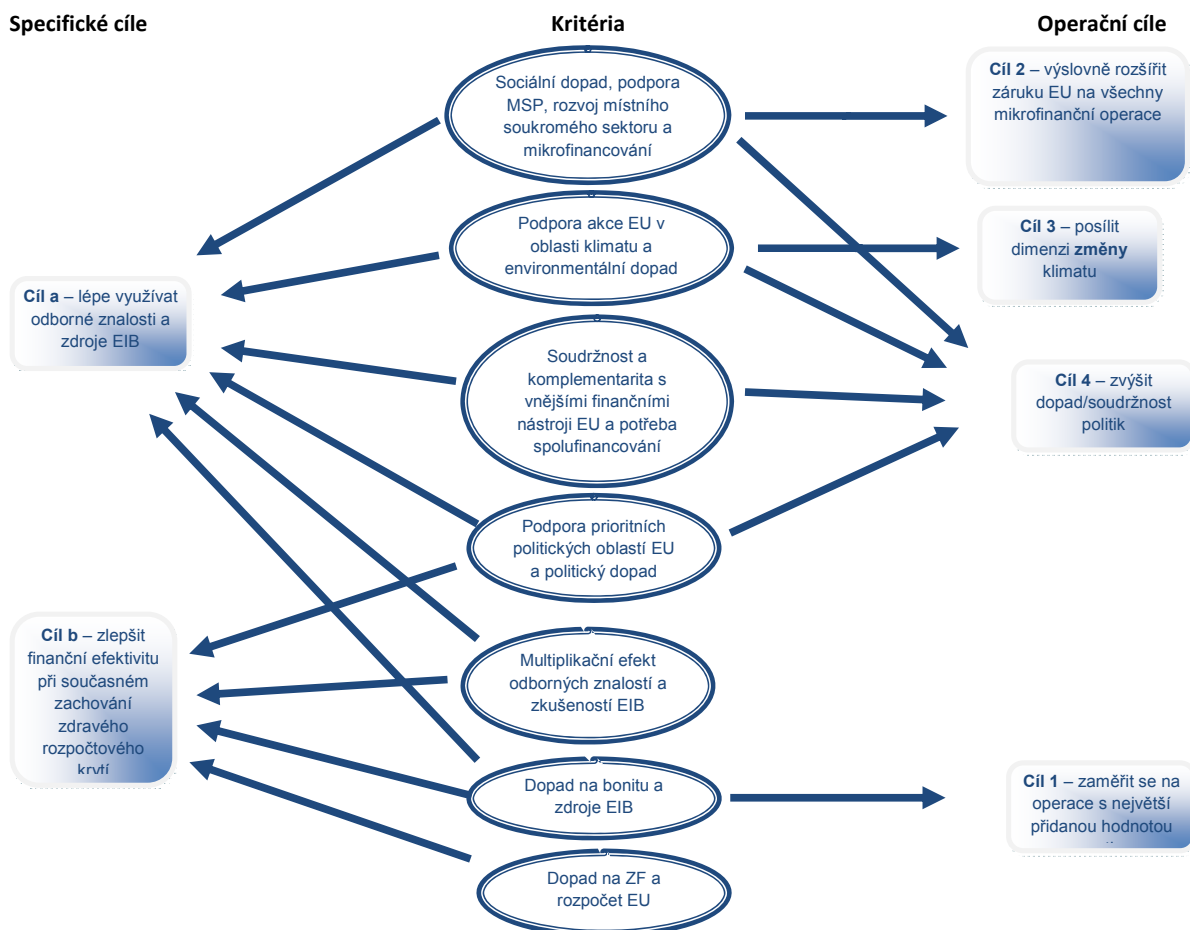 Specifické cíle
Kritéria
Operační cíle
Sociální dopad, podpora
MSP, rozvoj místního
soukromého sektoru a
mikrofinancování
Podpora akce EU v
oblasti klimatu a
environmentální dopad
Soudržnost a
komplementarita s
vnějšími finančními
nástroji EU a potřeba
spolufinancování
Podpora prioritních
politických oblastí EU
a politický dopad
Multiplikační efekt
odborných znalostí a
zkušeností EIB
Dopad na bonitu a
zdroje EIB
Dopad na ZF a
rozpočet EU
Cíl a – lépe využívat
odborné znalosti a
zdroje EIB
Cíl b – zlepšit
finanční efektivitu
při současném
zachování
zdravého
rozpočtového
krytí
Cíl 2 – výslovně rozšířit
záruku EU na všechny
mikrofinanční operace
Cíl 3 – posílit
dimenzi změny
klimatu
Cíl 4 – zvýšit
dopad/soudržnost
politik
Cíl 1 – zaměřit se na
operace s největší
přidanou hodnotou